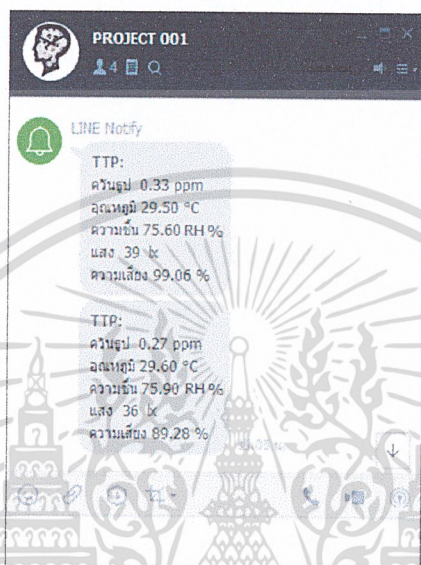 PROJECT 001
4
LINE Notify
TTP:
ควันธูป 0.33 ppm
อุณหภูมิ 29.50 °C
ความชื้น 75.60 RH %
แสง 39 lx
ความเสี่ยง 99.06 %
TTP:
ควันธูป 0.27 ppm
อุณหภูมิ 29.60 °C
ความชื้น 75.90 RH %
แสง 36 lx
ความเสี่ยง 89.28 %